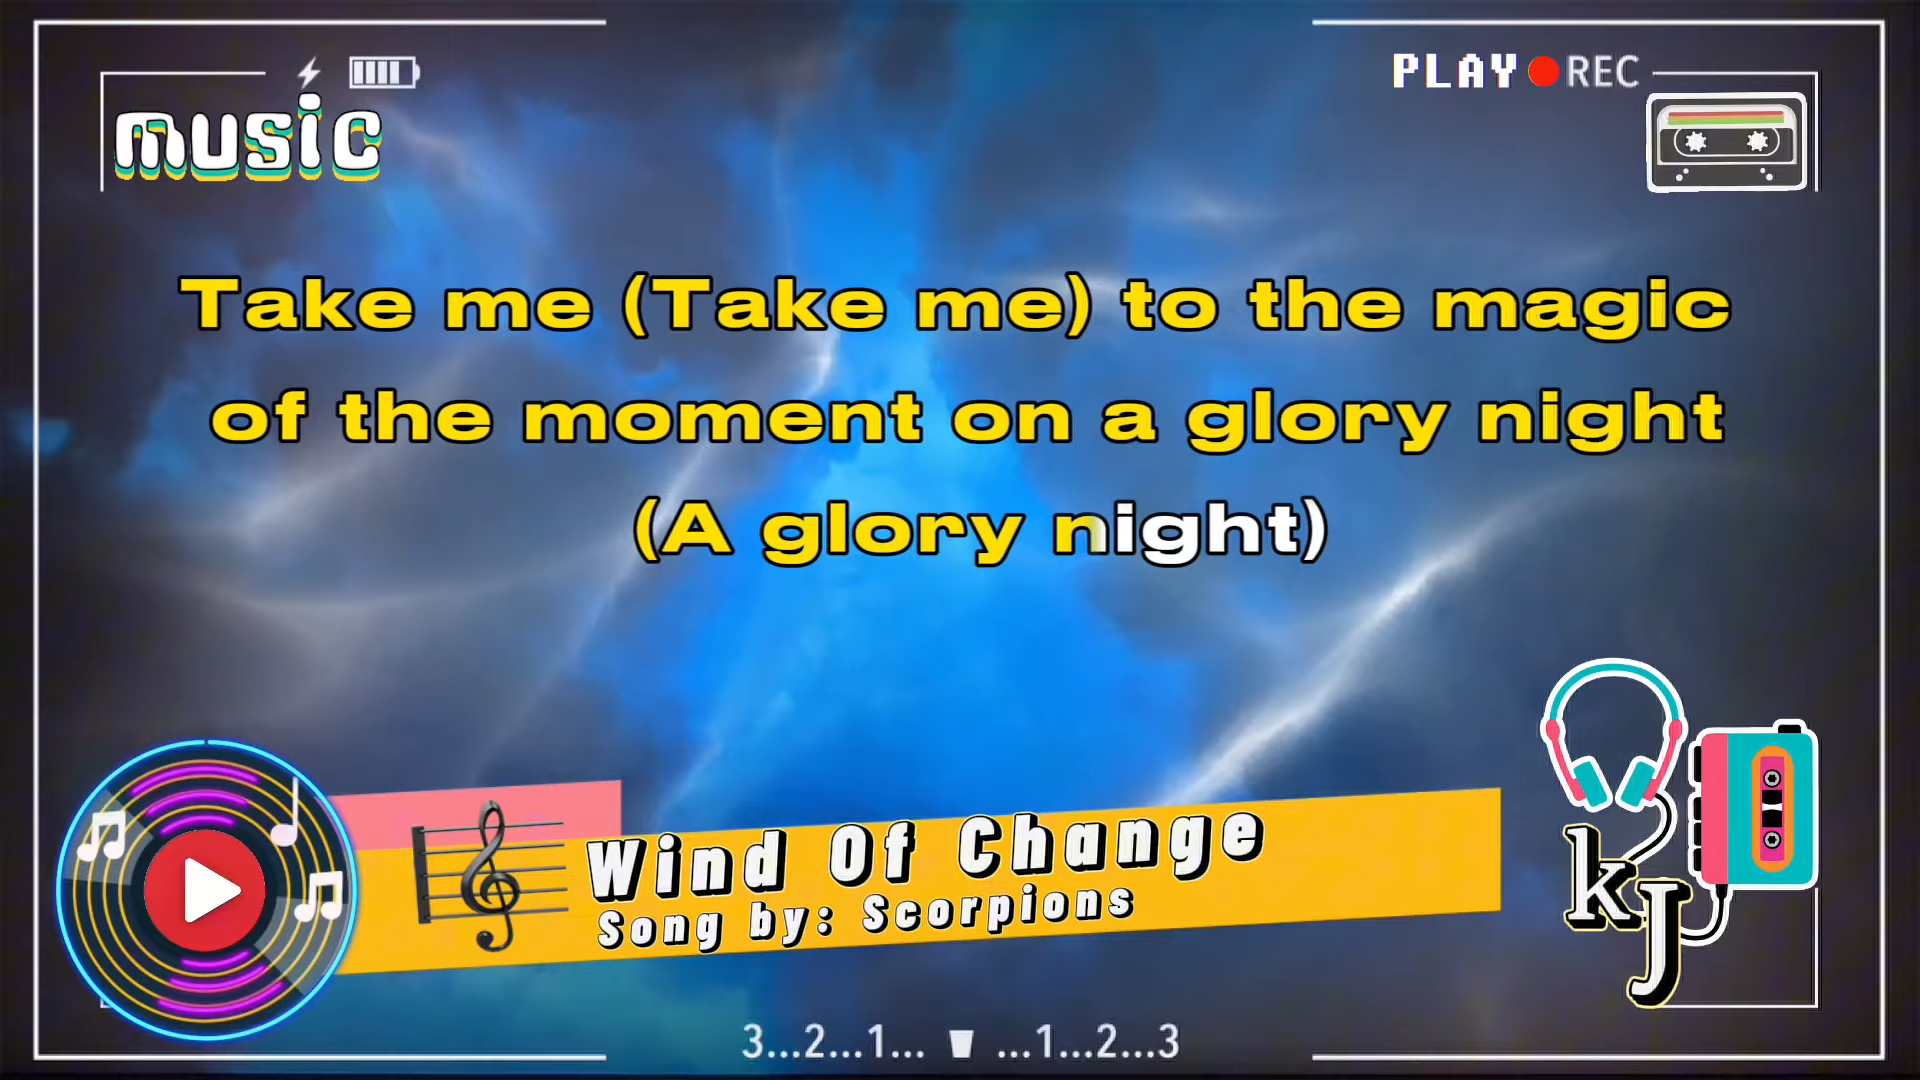 PLAY REC
music
Take me (Take me) to the magic
of the moment on a glory night
(A glory night)
Wind Of Change
Song by: Scorpions
kJ
3...2...1... ...1...2...3